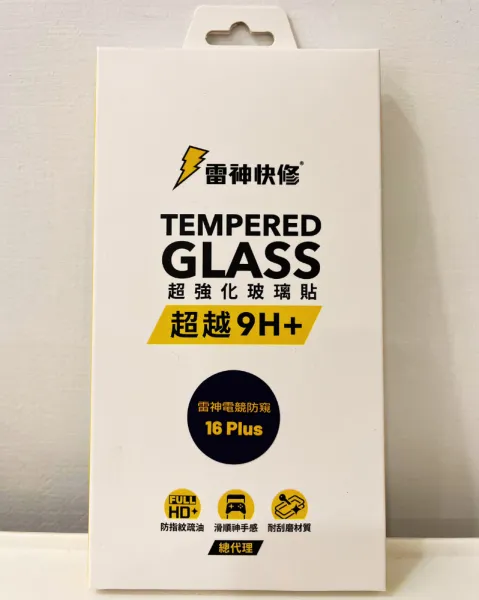 雷神快修®
TEMPERED
GLASS
超強化玻璃貼
超越 9H+
雷神電競防窺
16 Plus
FULL
HD+
防指紋疏油 滑順神手感 耐刮磨材質
總代理